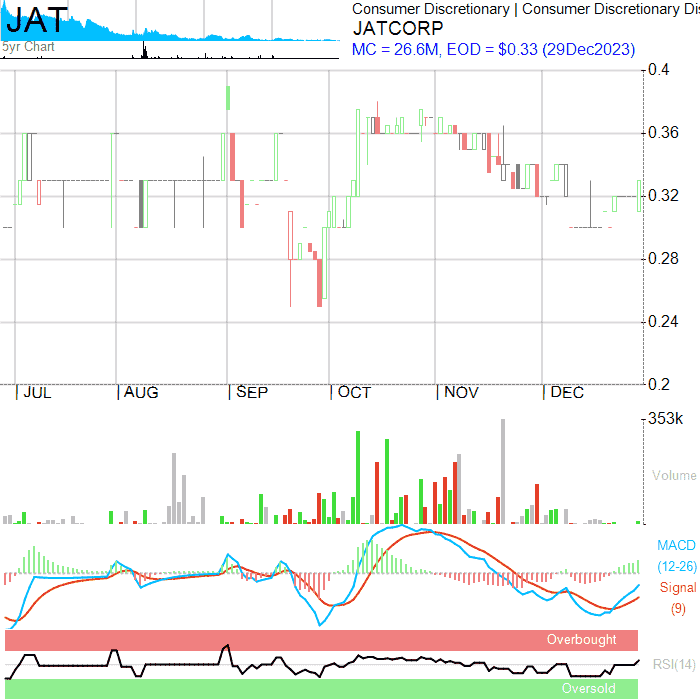 JAT
5yr Chart
Consumer Discretionary | Consumer Discretionary Dis
JATCORP
MC = 26.6M, EOD = $0.33 (29Dec2023)
0.4
0.36
0.32
0.28
0.24
0.2
JUL AUG SEP OCT NOV DEC
353k
Volume
MACD
(12-26)
Signal
(9)
Overbought
RSI(14)
Oversold